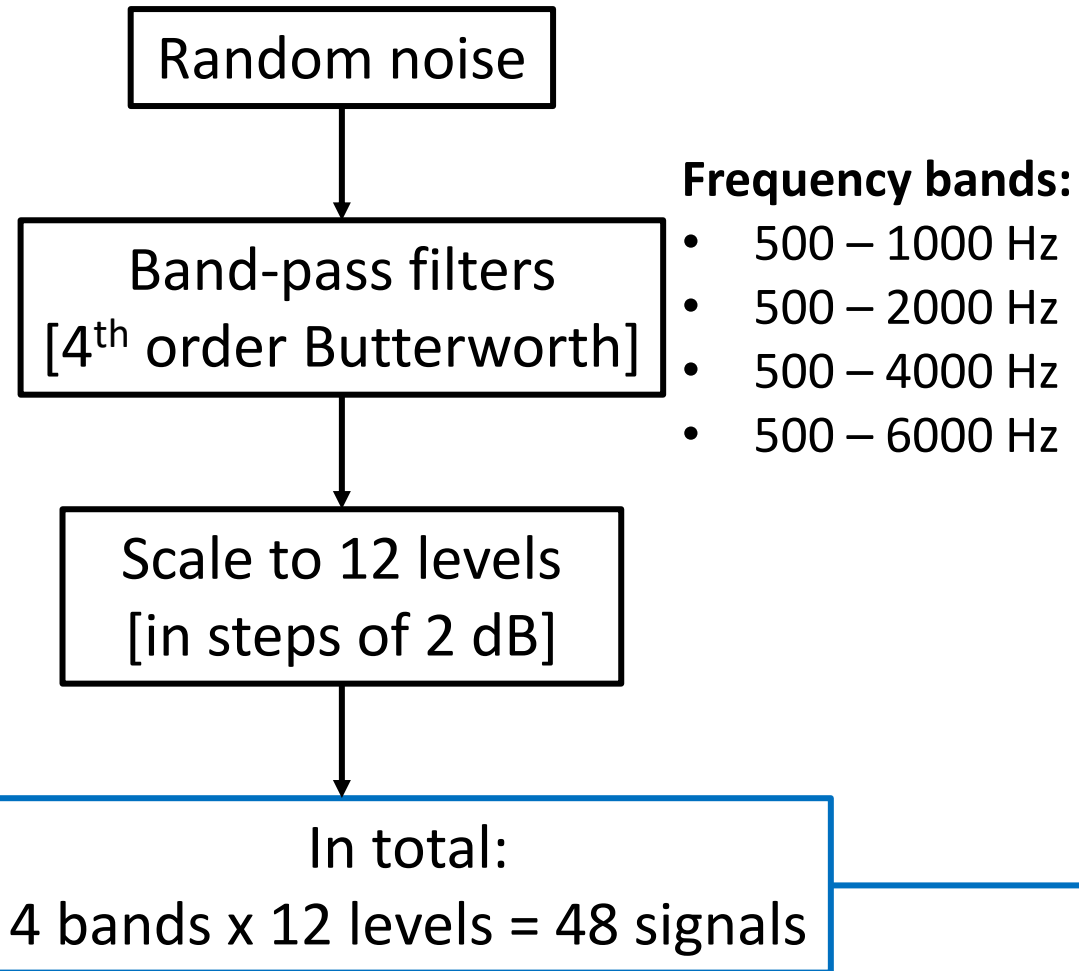 Random noise
Band-pass filters
[4th order Butterworth]
Frequency bands:
• 500 – 1000 Hz
• 500 – 2000 Hz
• 500 – 4000 Hz
• 500 – 6000 Hz
Scale to 12 levels
[in steps of 2 dB]
In total:
4 bands x 12 levels = 48 signals